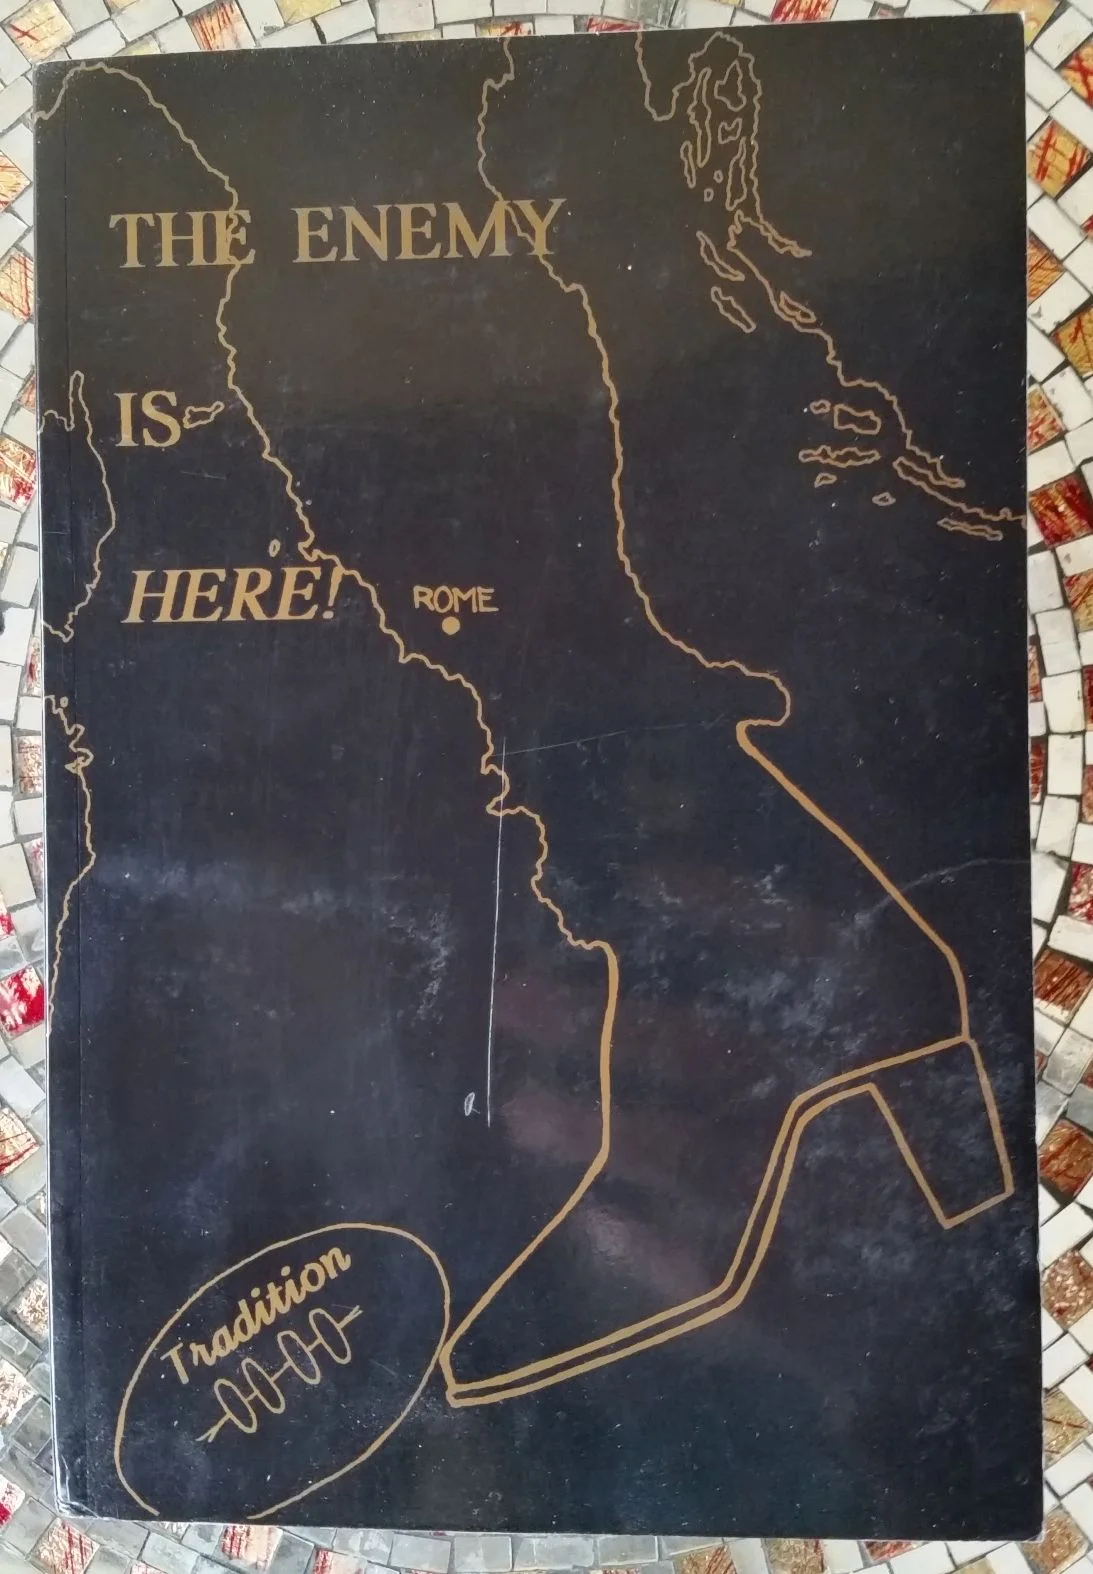 THE ENEMY
IS
HERE!
ROME
Tradition